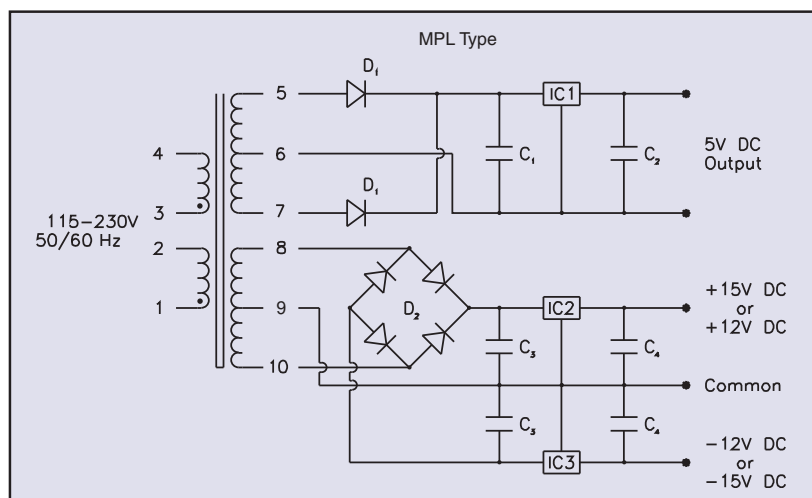 MPL Type
D₁
5
IC1
4
6
C₁
C₂
5V DC
Output
D₁
3
7
115–230V
50/60 Hz
2
8
+15V DC
or
+12V DC
1
9
D₂
IC2
C₃
C₄
10
Common
C₃
C₄
IC3
–12V DC
or
–15V DC